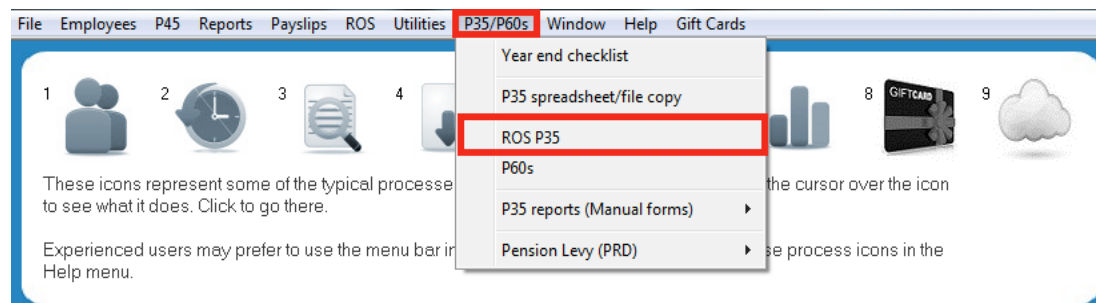 File Employees P45 Reports Payslips ROS Utilities P35/P60s Window Help Gift Cards
Year end checklist
P35 spreadsheet/file copy
ROS P35
P60s
P35 reports (Manual forms)
Pension Levy (PRD)
1 2 3 4 8 GIFTCARD 9
These icons represent some of the typical processe the cursor over the icon
to see what it does. Click to go there.
Experienced users may prefer to use the menu bar in se process icons in the
Help menu.